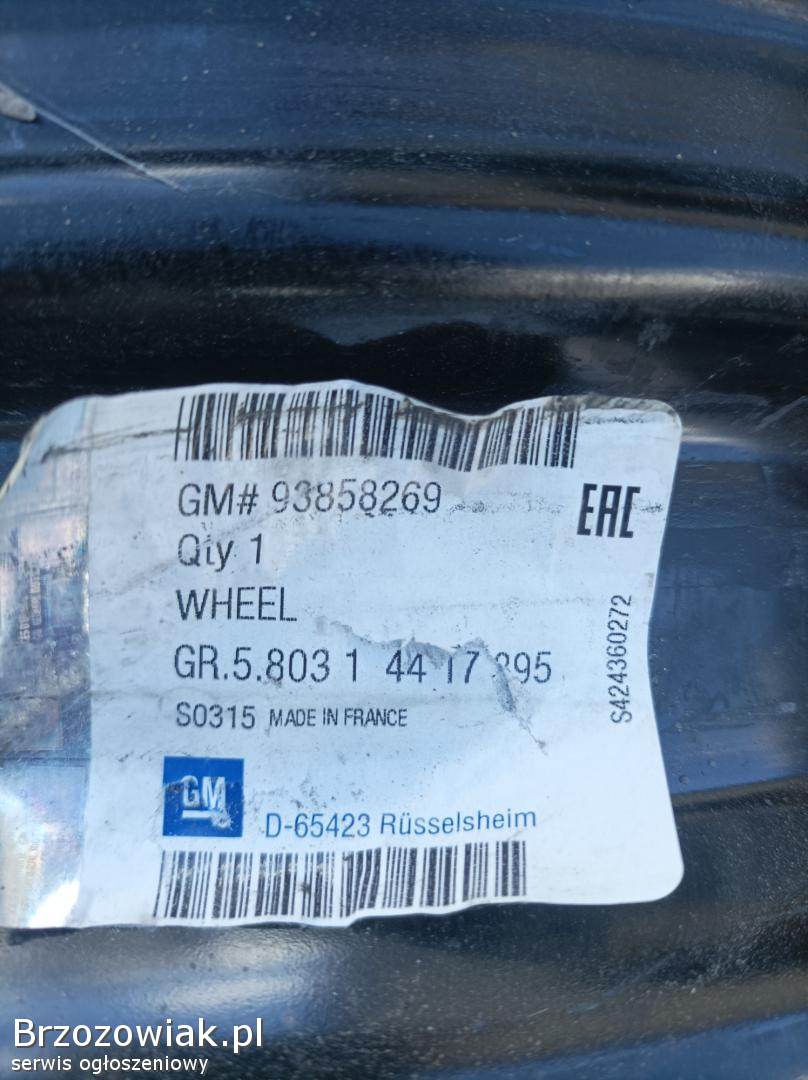 GM# 93858269
EAC
Qty 1
WHEEL
GR.5.803 1 44 17
S0315 MADE IN FRANCE
S424360272
GM
D-65423 Rüsselsheim
Brzozowiak.pl
serwis ogłoszeniowy